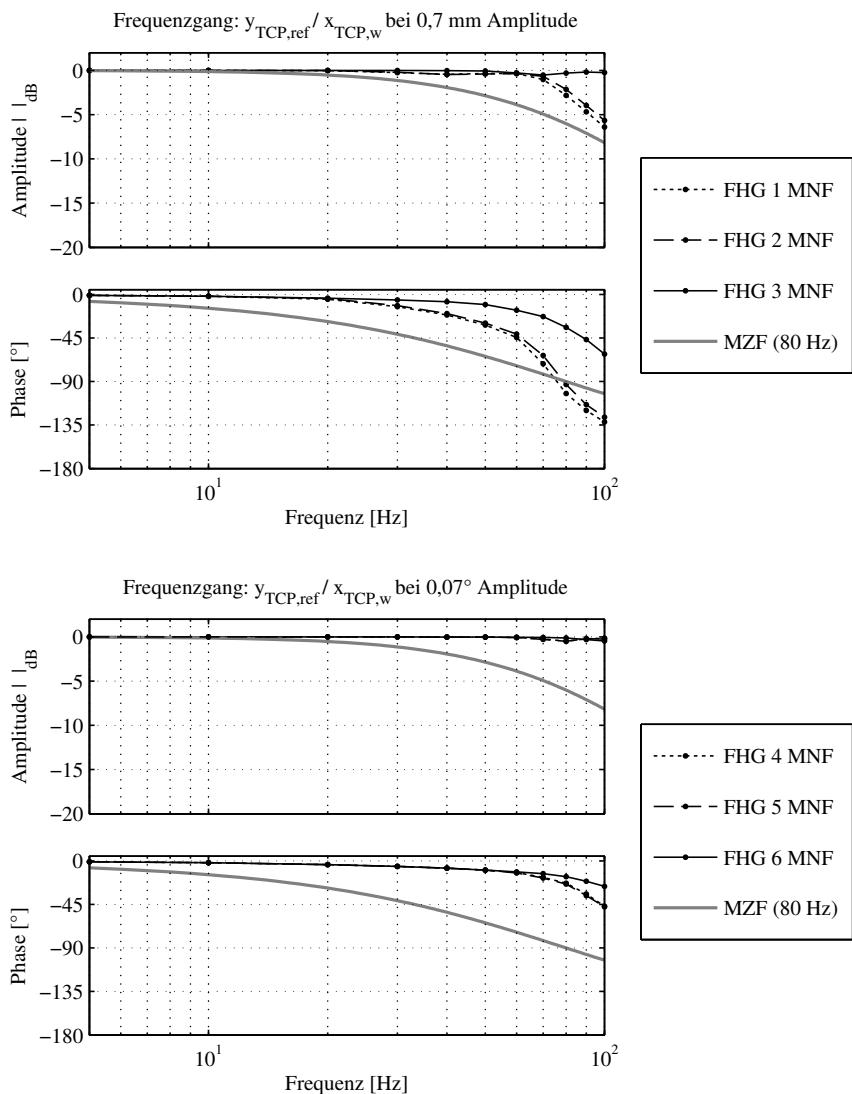 Frequenzgang: y_TCP,ref / x_TCP,w bei 0,7 mm Amplitude
Amplitude | |_dB
0
−5
−10
−15
−20
Phase [°]
0
−45
−90
−135
−180
10^1
10^2
Frequenz [Hz]
FHG 1 MNF
FHG 2 MNF
FHG 3 MNF
MZF (80 Hz)
Frequenzgang: y_TCP,ref / x_TCP,w bei 0,07° Amplitude
Amplitude | |_dB
0
−5
−10
−15
−20
Phase [°]
0
−45
−90
−135
−180
10^1
10^2
Frequenz [Hz]
FHG 4 MNF
FHG 5 MNF
FHG 6 MNF
MZF (80 Hz)